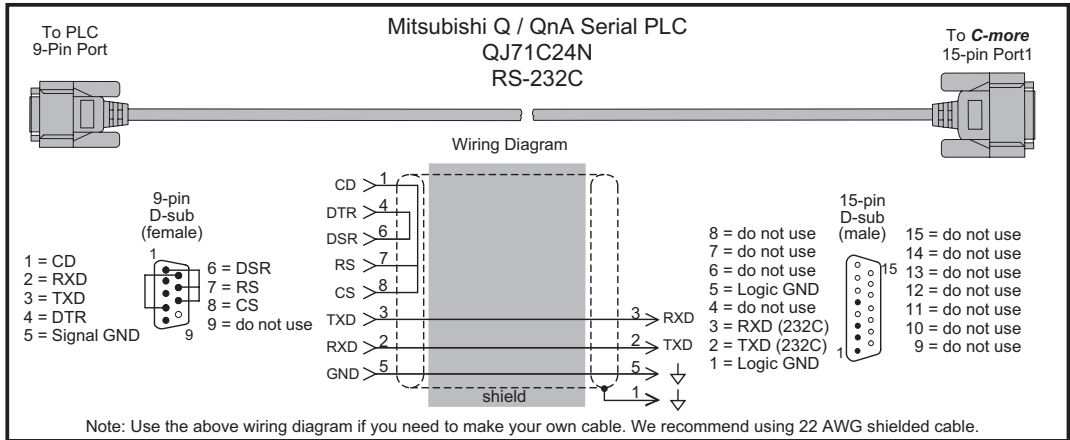 Mitsubishi Q / QnA Serial PLC
QJ71C24N
RS-232C
To PLC
9-Pin Port
To C-more
15-pin Port1
Wiring Diagram
9-pin
D-sub
(female)
1
9
1 = CD
2 = RXD
3 = TXD
4 = DTR
5 = Signal GND
6 = DSR
7 = RS
8 = CS
9 = do not use
CD 1
DTR 4
DSR 6
RS 7
CS 8
TXD 3
RXD 2
GND 5
shield
3 RXD
2 TXD
5
1
8 = do not use
7 = do not use
6 = do not use
5 = Logic GND
4 = do not use
3 = RXD (232C)
2 = TXD (232C)
1 = Logic GND
15-pin
D-sub
(male)
15
1
15 = do not use
14 = do not use
13 = do not use
12 = do not use
11 = do not use
10 = do not use
9 = do not use
Note: Use the above wiring diagram if you need to make your own cable. We recommend using 22 AWG shielded cable.